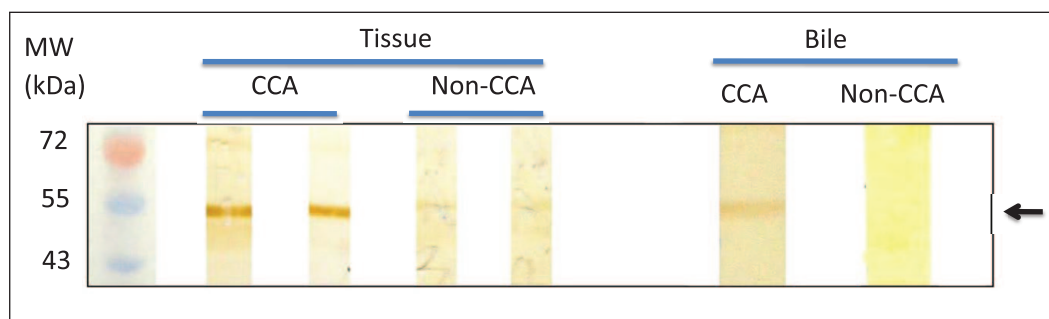 MW
(kDa)
Tissue
Bile
CCA
Non-CCA
CCA
Non-CCA
72
55
43